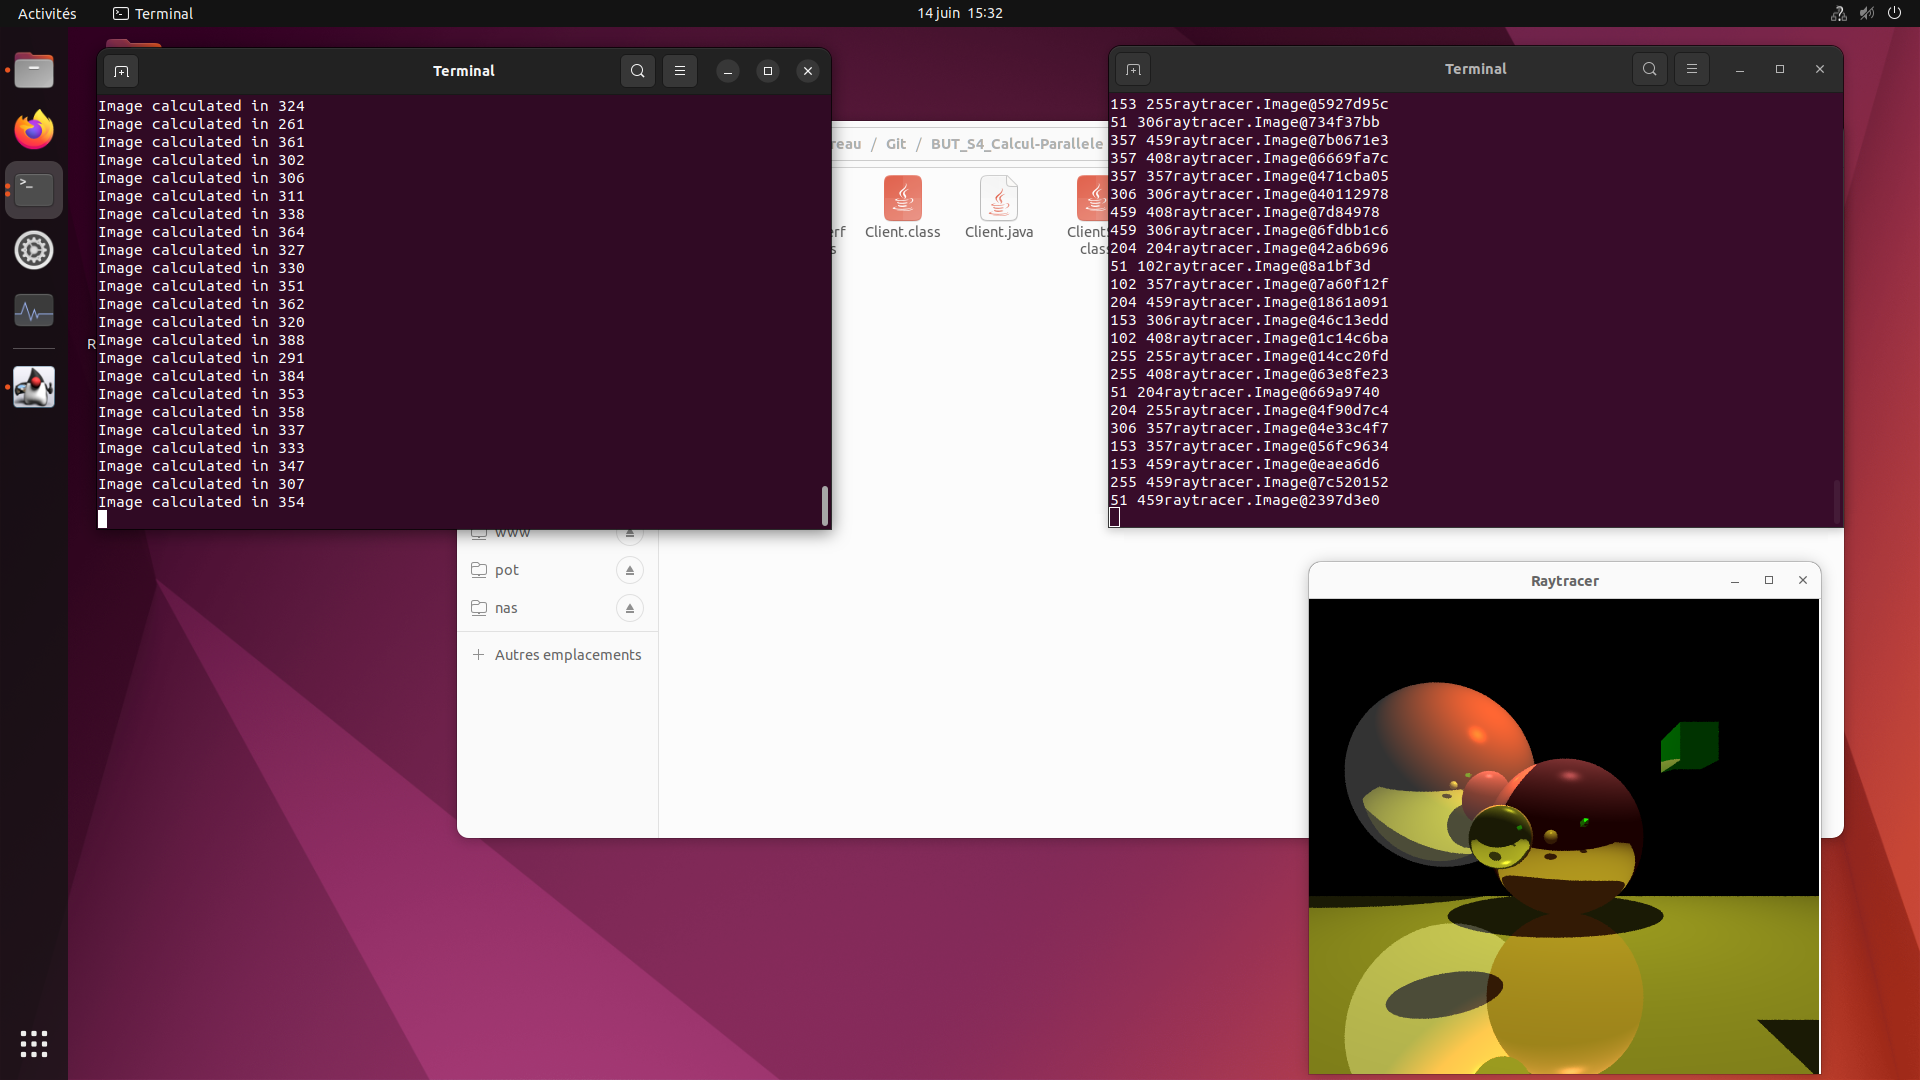 Activités
Terminal
14 juin 15:32
Terminal
Image calculated in 324
Image calculated in 261
Image calculated in 361
Image calculated in 302
Image calculated in 306
Image calculated in 311
Image calculated in 338
Image calculated in 364
Image calculated in 327
Image calculated in 330
Image calculated in 351
Image calculated in 362
Image calculated in 320
Image calculated in 388
Image calculated in 291
Image calculated in 384
Image calculated in 353
Image calculated in 358
Image calculated in 337
Image calculated in 333
Image calculated in 347
Image calculated in 307
Image calculated in 354
R
reau / Git / BUT_S4_Calcul-Parallele
erf
s
Client.class
Client.java
Client
class
Terminal
153 255raytracer.Image@5927d95c
51 306raytracer.Image@734f37bb
357 459raytracer.Image@7b0671e3
357 408raytracer.Image@6669fa7c
357 357raytracer.Image@471cba05
306 306raytracer.Image@40112978
459 408raytracer.Image@7d84978
459 306raytracer.Image@6fdbb1c6
204 204raytracer.Image@42a6b696
51 102raytracer.Image@8a1bf3d
102 357raytracer.Image@7a60f12f
204 459raytracer.Image@1861a091
153 306raytracer.Image@46c13edd
102 408raytracer.Image@1c14c6ba
255 255raytracer.Image@14cc20fd
255 408raytracer.Image@63e8fe23
51 204raytracer.Image@669a9740
204 255raytracer.Image@4f90d7c4
306 357raytracer.Image@4e33c4f7
153 357raytracer.Image@56fc9634
153 459raytracer.Image@eaea6d6
255 459raytracer.Image@7c520152
51 459raytracer.Image@2397d3e0
www
pot
nas
Autres emplacements
Raytracer